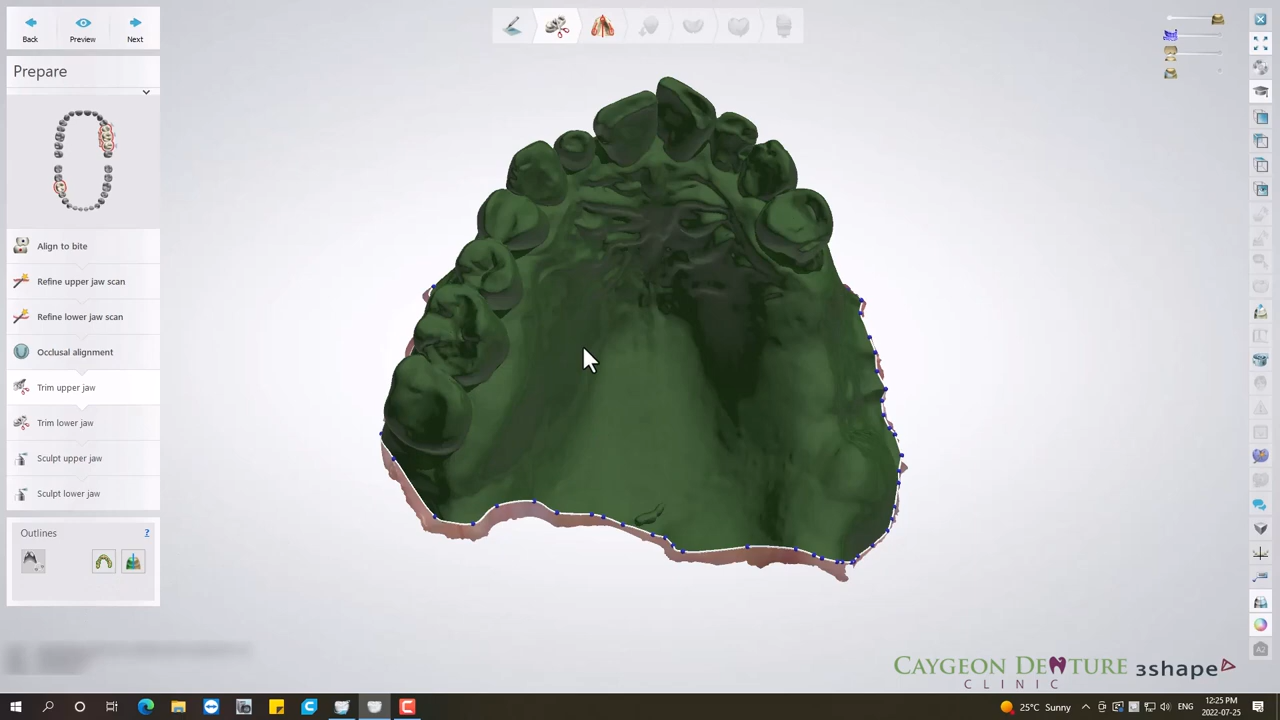 Back
Preview
Next
Prepare
Align to bite
Refine upper jaw scan
Refine lower jaw scan
Occlusal alignment
Trim upper jaw
Trim lower jaw
Sculpt upper jaw
Sculpt lower jaw
Outlines
?
A2
CAYGEON DENTURE
CLINIC
3shape
25°C Sunny
ENG
12:25 PM
2022-07-25